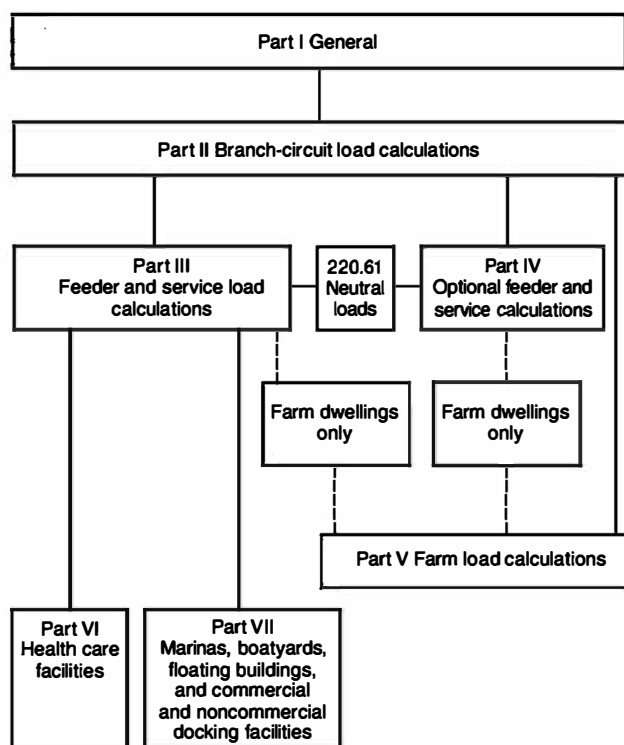 Part I General
Part II Branch-circuit load calculations
Part III
Feeder and service load
calculations
220.61
Neutral
loads
Part IV
Optional feeder and
service calculations
Farm dwellings
only
Farm dwellings
only
Part V Farm load calculations
Part VI
Health care
facilities
Part VII
Marinas, boatyards,
floating buildings,
and commercial
and noncommercial
docking facilities